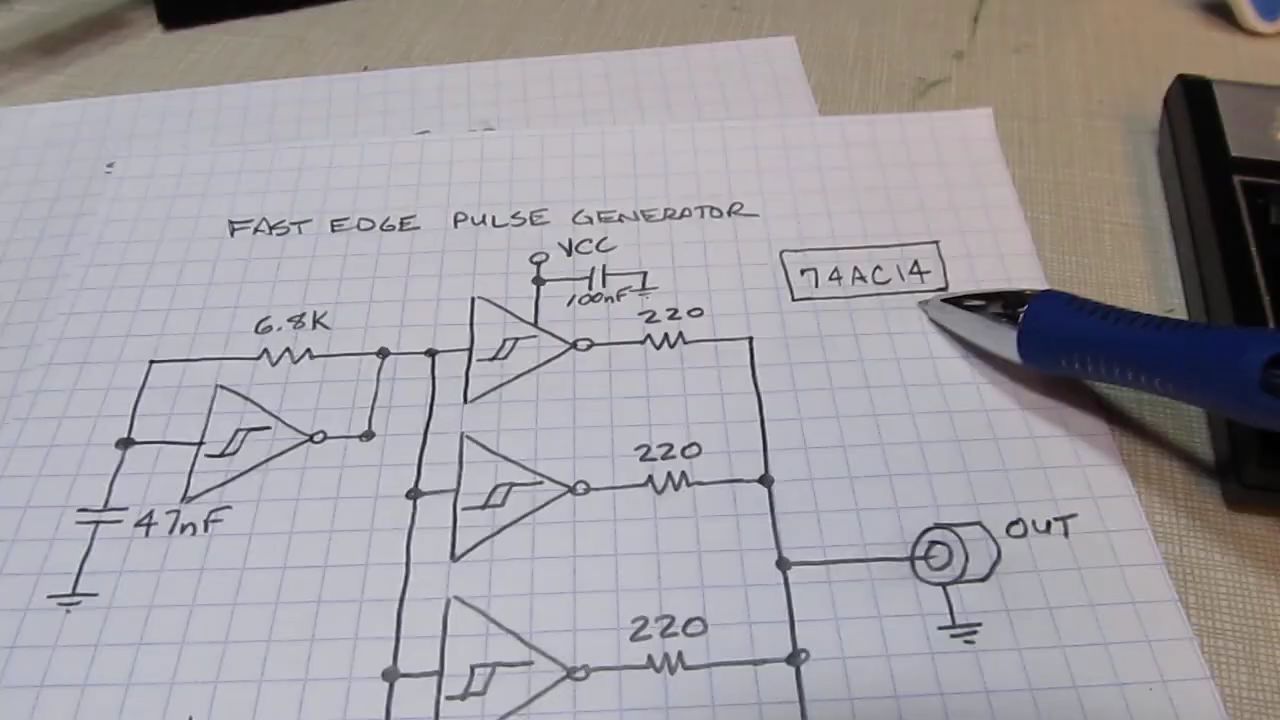 FAST EDGE PULSE GENERATOR
VCC
100nF
74AC14
6.8K
220
220
47nF
OUT
220